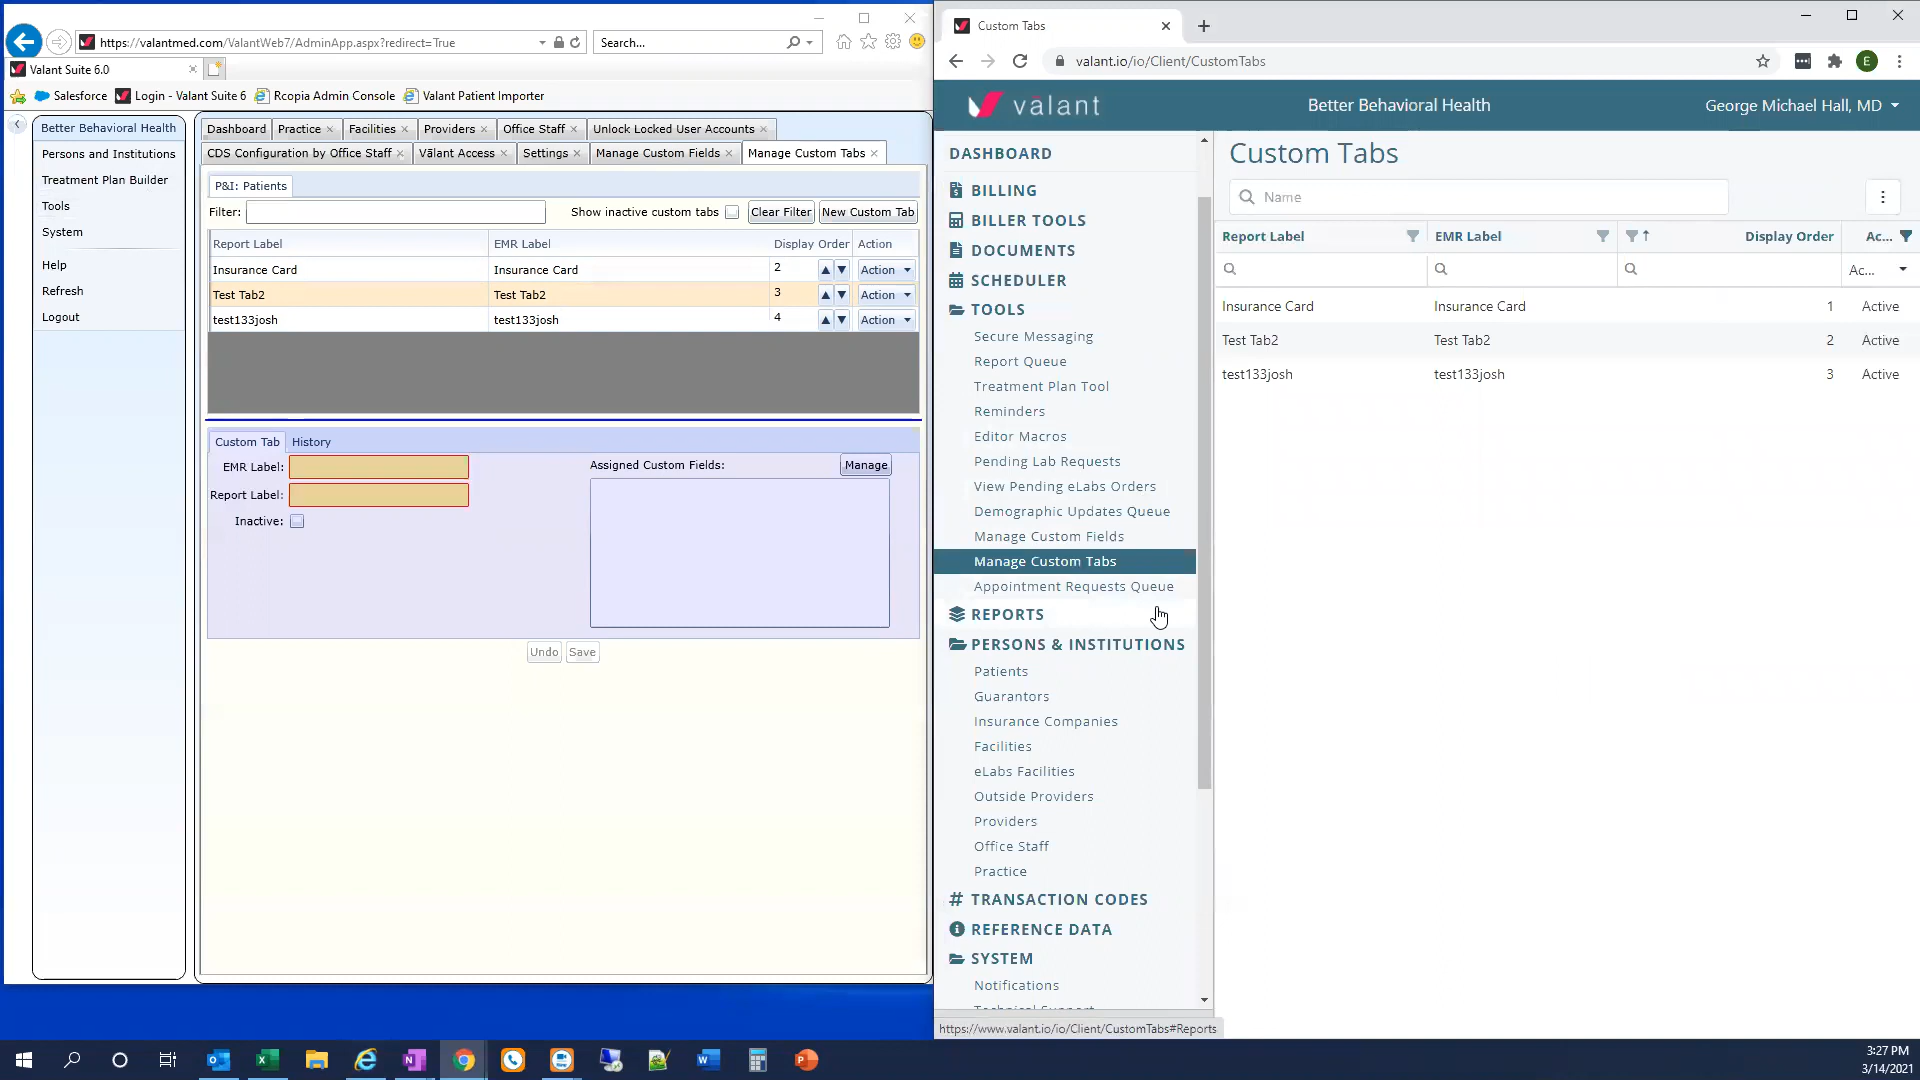 https://valantmed.com/ValantWeb7/AdminApp.aspx?redirect=True
Search...
Valant Suite 6.0
Salesforce
Login - Valant Suite 6
Rcopia Admin Console
Valant Patient Importer
Better Behavioral Health
Persons and Institutions
Treatment Plan Builder
Tools
System
Help
Refresh
Logout
Dashboard
Practice
Facilities
Providers
Office Staff
Unlock Locked User Accounts
CDS Configuration by Office Staff
Vālant Access
Settings
Manage Custom Fields
Manage Custom Tabs
P&I: Patients
Filter:
Show inactive custom tabs
Clear Filter
New Custom Tab
Report Label EMR Label Display Order Action
Insurance Card Insurance Card 2 Action
Test Tab2 Test Tab2 3 Action
test133josh test133josh 4 Action
Custom Tab
History
EMR Label:
Report Label:
Inactive:
Assigned Custom Fields:
Manage
Undo
Save
Custom Tabs
valant.io/io/Client/CustomTabs
E
vālant
Better Behavioral Health
George Michael Hall, MD
DASHBOARD
BILLING
BILLER TOOLS
DOCUMENTS
SCHEDULER
TOOLS
Secure Messaging
Report Queue
Treatment Plan Tool
Reminders
Editor Macros
Pending Lab Requests
View Pending eLabs Orders
Demographic Updates Queue
Manage Custom Fields
Manage Custom Tabs
Appointment Requests Queue
REPORTS
PERSONS & INSTITUTIONS
Patients
Guarantors
Insurance Companies
Facilities
eLabs Facilities
Outside Providers
Providers
Office Staff
Practice
TRANSACTION CODES
REFERENCE DATA
SYSTEM
Notifications
Technical Support
https://www.valant.io/io/Client/CustomTabs#Reports
Custom Tabs
Name
Report Label EMR Label Display Order Ac...
Ac...
Insurance Card Insurance Card 1 Active
Test Tab2 Test Tab2 2 Active
test133josh test133josh 3 Active
3:27 PM
3/14/2021